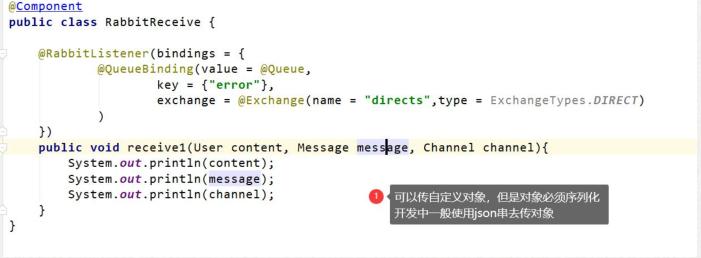 @Component
public class RabbitReceive {
@RabbitListener(bindings = {
@QueueBinding(value = @Queue,
key = {"error"},
exchange = @Exchange(name = "directs",type = ExchangeTypes.DIRECT)
)
})
public void receive1(User content, Message message, Channel channel){
System.out.println(content);
System.out.println(message);
System.out.println(channel);
1 可以传自定义对象，但是对象必须序列化
开发中一般使用json串去传对象
}
}